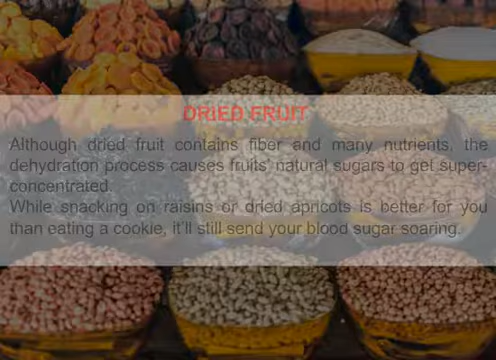 DRIED FRUIT
Although dried fruit contains fiber and many nutrients, the
dehydration process causes fruits' natural sugars to get super-
concentrated.
While snacking on raisins or dried apricots is better for you
than eating a cookie, it'll still send your blood sugar soaring.